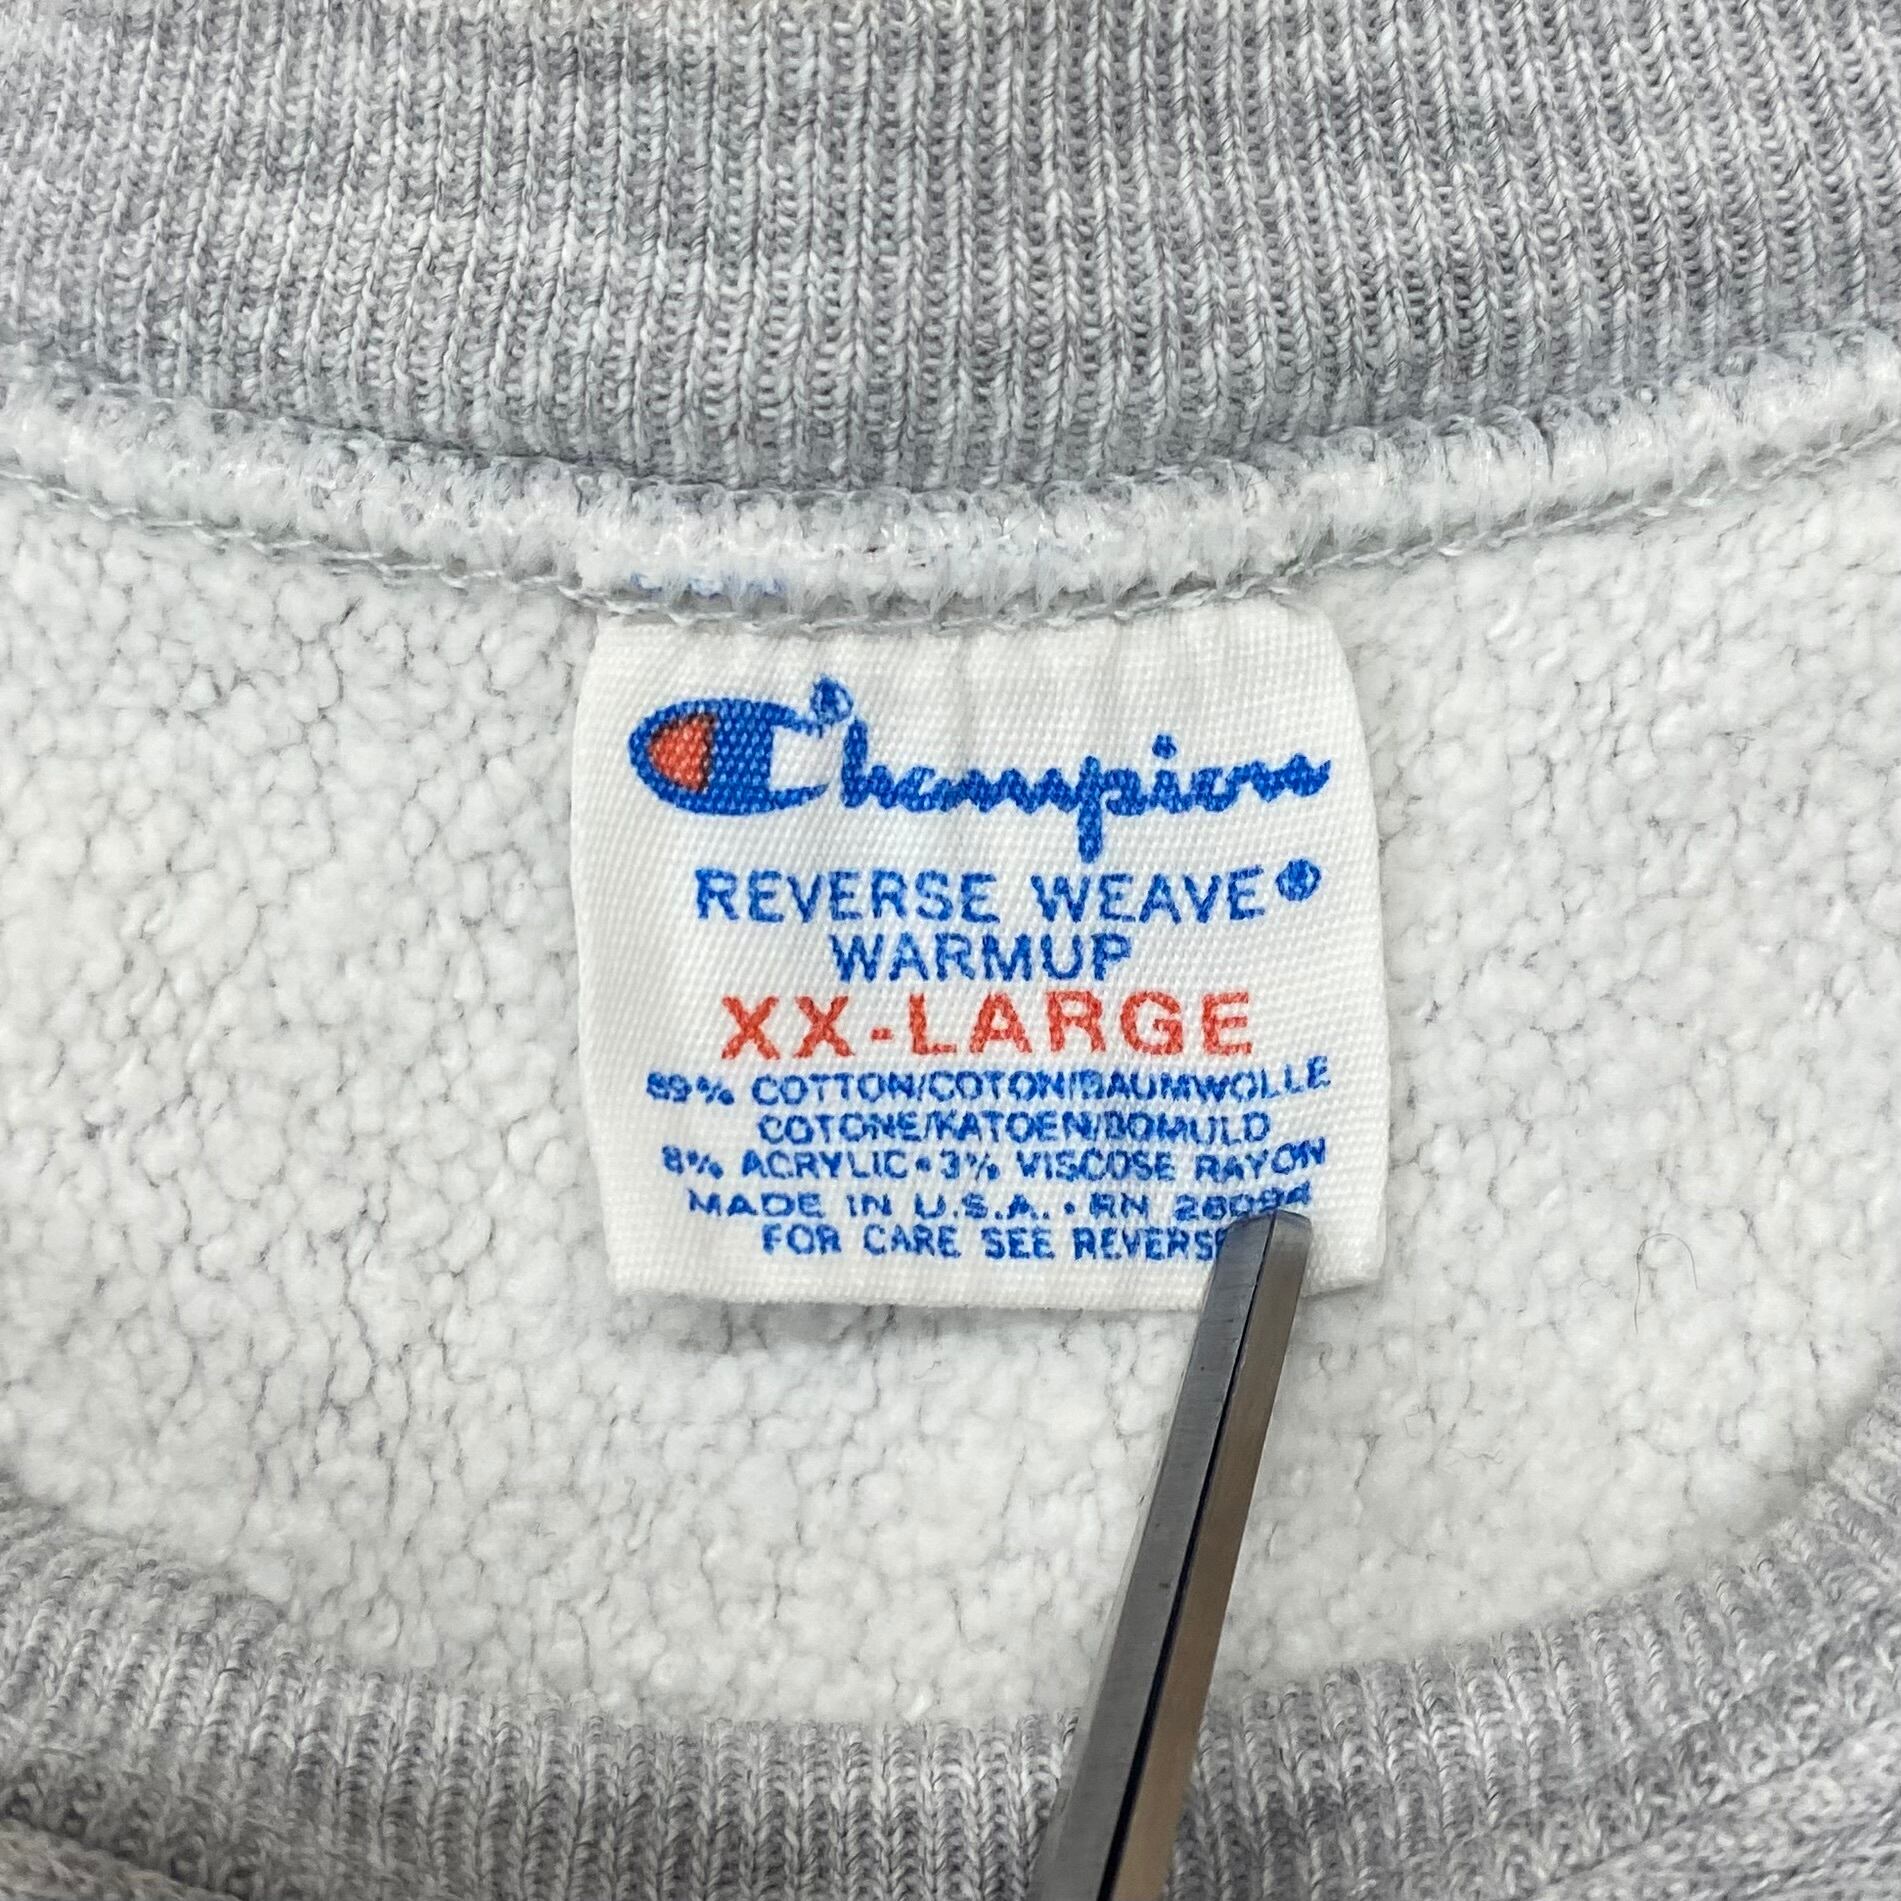 Champion®
REVERSE WEAVE®
WARMUP
XX-LARGE
89% COTTON/COTON/BAUMWOLLE
COTONE/KATOEN/BOMULD
8% ACRYLIC • 3% VISCOSE RAYON
MADE IN U.S.A. • RN 26094
FOR CARE SEE REVERSE